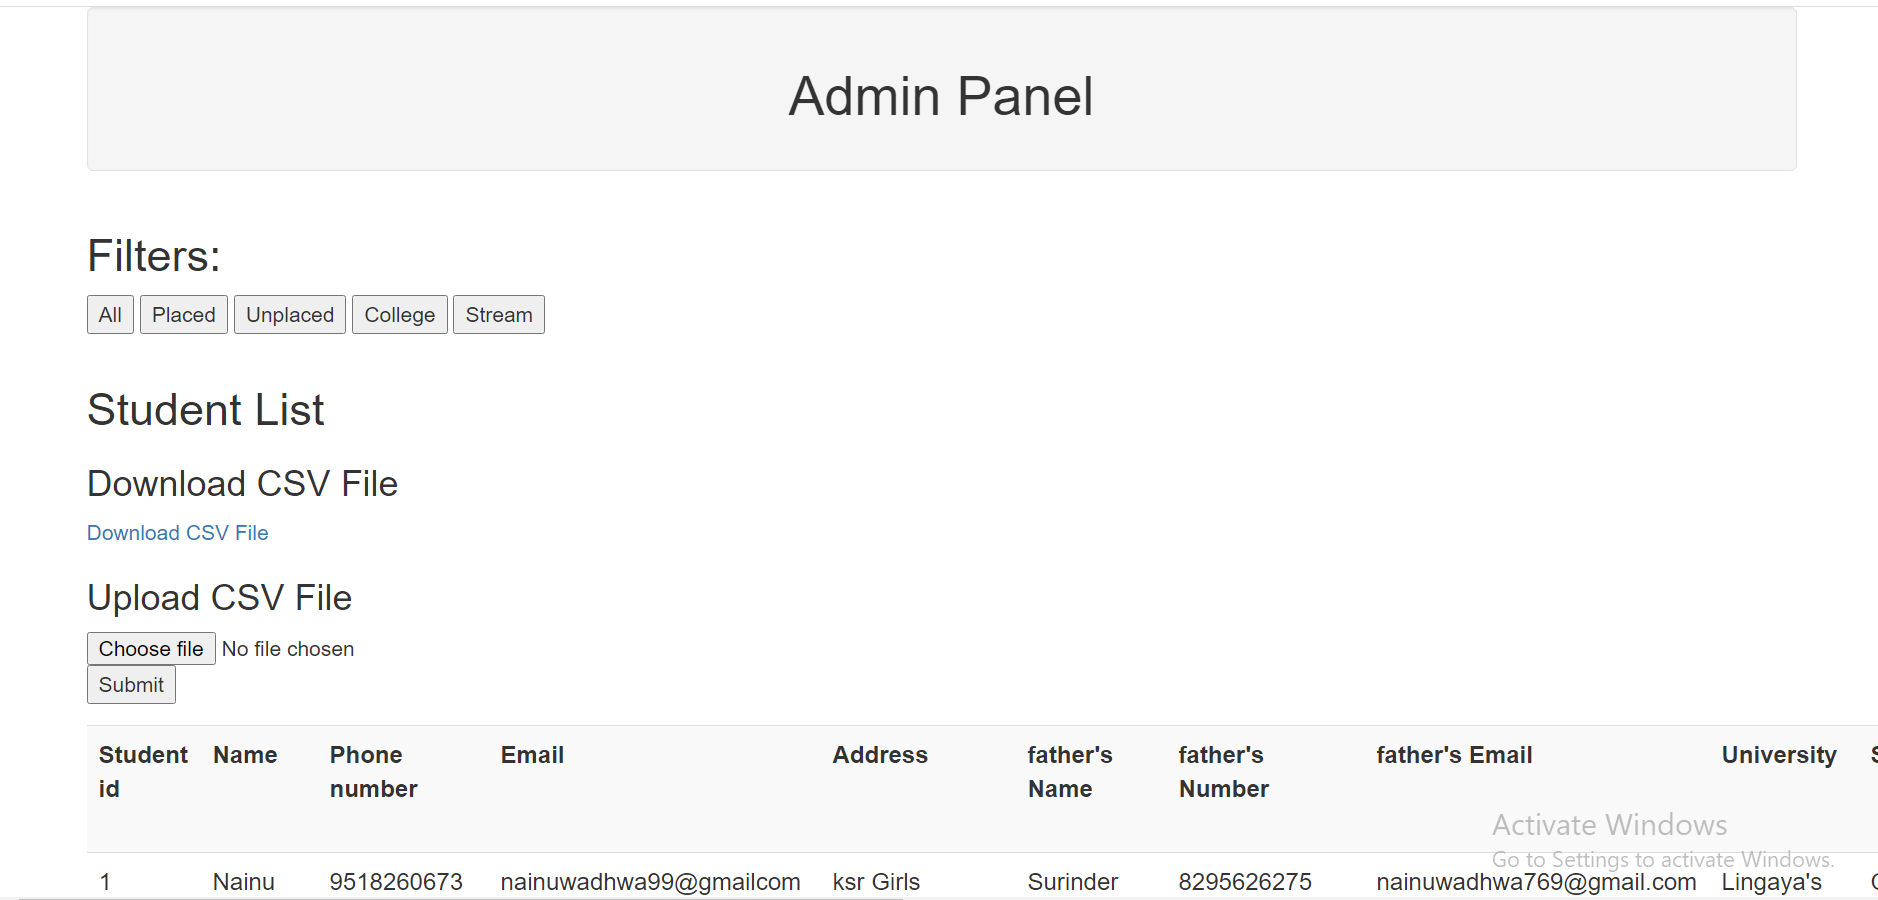 Admin Panel
Filters:
All Placed Unplaced College Stream
Student List
Download CSV File
Download CSV File
Upload CSV File
Choose file No file chosen
Submit
Student id Name Phone number Email Address father's Name father's Number father's Email University
1 Nainu 9518260673 nainuwadhwa99@gmailcom ksr Girls Surinder 8295626275 nainuwadhwa769@gmail.com Lingaya's
Activate Windows
Go to Settings to activate Windows.